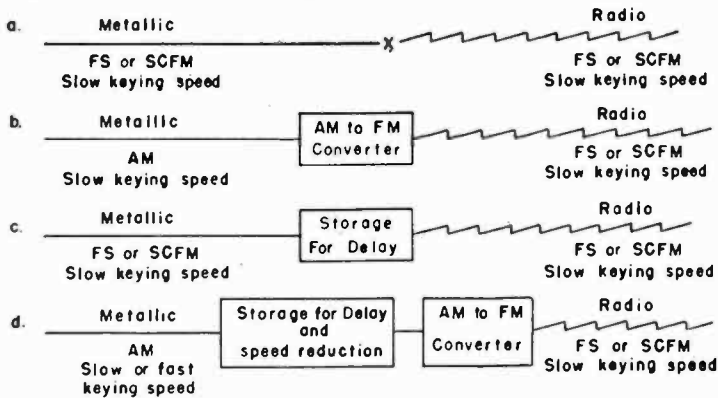 a.
Metallic
Radio
x
FS or SCFM
Slow keying speed
FS or SCFM
Slow keying speed
b.
Metallic
AM to FM
Converter
Radio
AM
Slow keying speed
FS or SCFM
Slow keying speed
c.
Metallic
Storage
For Delay
Radio
FS or SCFM
Slow keying speed
FS or SCFM
Slow keying speed
d.
Metallic
Storage for Delay
and
speed reduction
AM to FM
Converter
Radio
AM
Slow or fast
keying speed
FS or SCFM
Slow keying speed